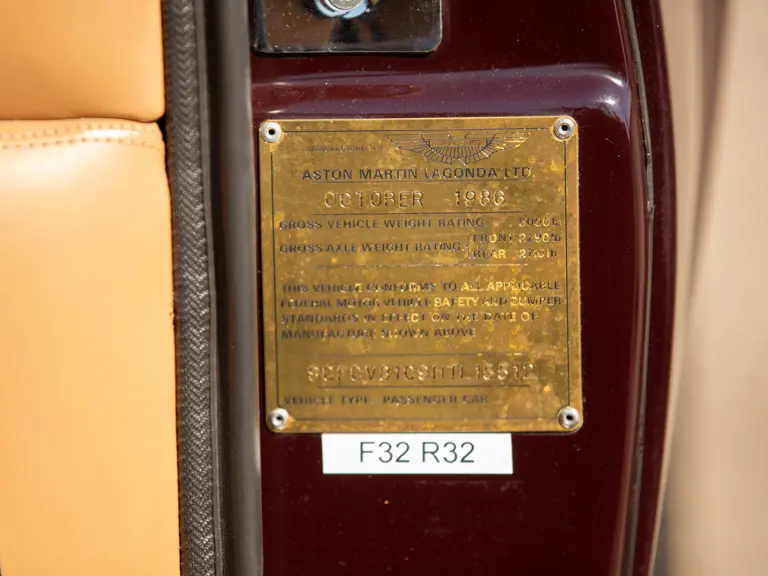 MANUFACTURED BY
ASTON MARTIN LAGONDA LTD.
OCTOBER 1986
GROSS VEHICLE WEIGHT RATING
GROSS AXLE WEIGHT RATING FRONT
REAR
THIS VEHICLE CONFORMS TO ALL APPLICABLE
FEDERAL MOTOR VEHICLE SAFETY AND BUMPER
STANDARDS IN EFFECT ON THE DATE OF
MANUFACTURE SHOWN ABOVE
VEHICLE TYPE PASSENGER CAR
F32 R32